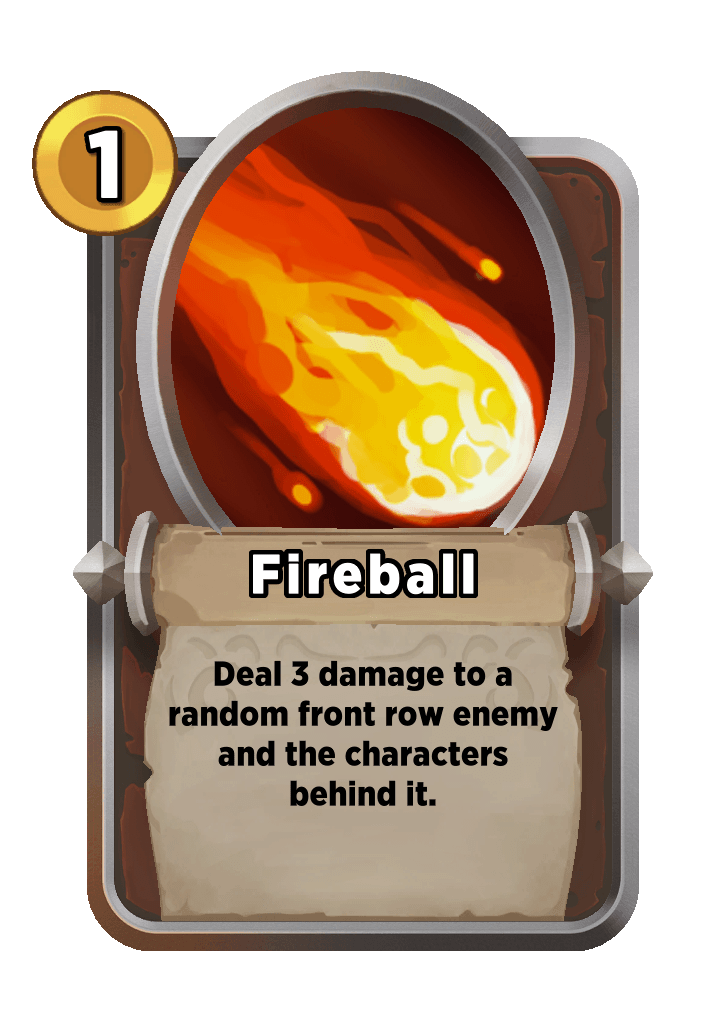 1
Fireball
Deal 3 damage to a
random front row enemy
and the characters
behind it.